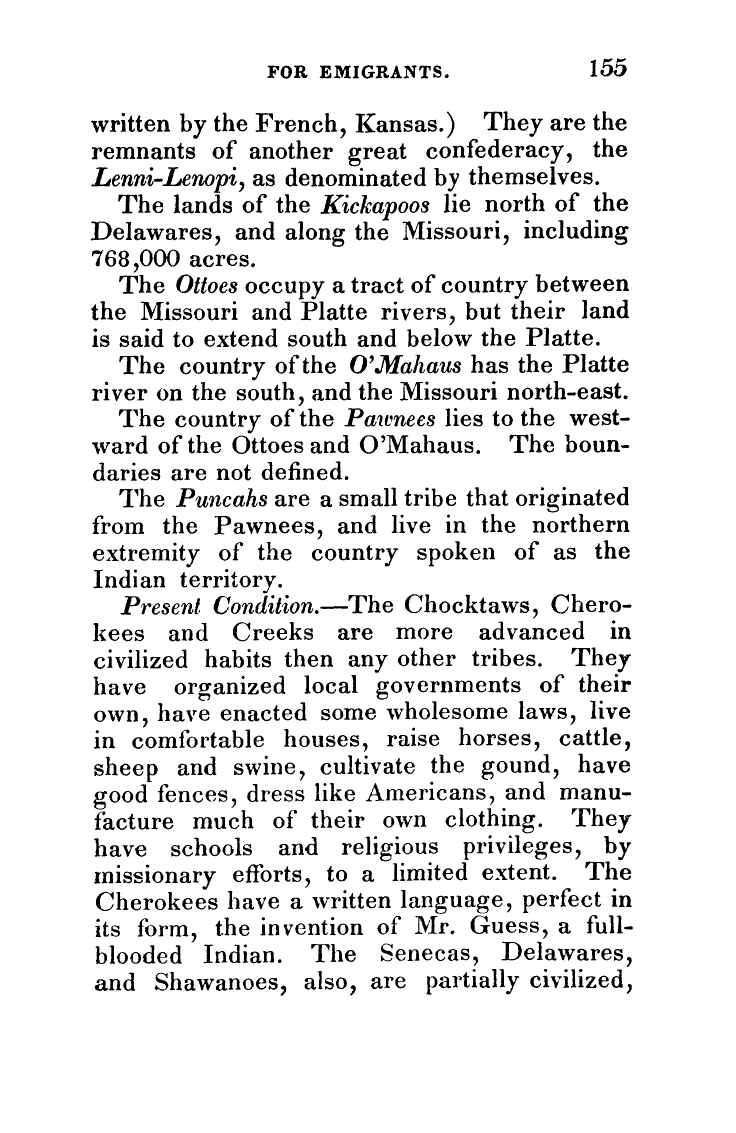 FOR EMIGRANTS. 155
written by the French, Kansas.) They are the
remnants of another great confederacy, the
Lenni-Lenopi, as denominated by themselves.
The lands of the Kickapoos lie north of the
Delawares, and along the Missouri, including
768,000 acres.
The Ottoes occupy a tract of country between
the Missouri and Platte rivers, but their land
is said to extend south and below the Platte.
The country of the O'Mahaus has the Platte
river on the south, and the Missouri north-east.
The country of the Pawnees lies to the west-
ward of the Ottoes and O'Mahaus. The boun-
daries are not defined.
The Puncahs are a small tribe that originated
from the Pawnees, and live in the northern
extremity of the country spoken of as the
Indian territory.
Present Condition.—The Chocktaws, Chero-
kees and Creeks are more advanced in
civilized habits then any other tribes. They
have organized local governments of their
own, have enacted some wholesome laws, live
in comfortable houses, raise horses, cattle,
sheep and swine, cultivate the gound, have
good fences, dress like Americans, and manu-
facture much of their own clothing. They
have schools and religious privileges, by
missionary efforts, to a limited extent. The
Cherokees have a written language, perfect in
its form, the invention of Mr. Guess, a full-
blooded Indian. The Senecas, Delawares,
and Shawanoes, also, are partially civilized,